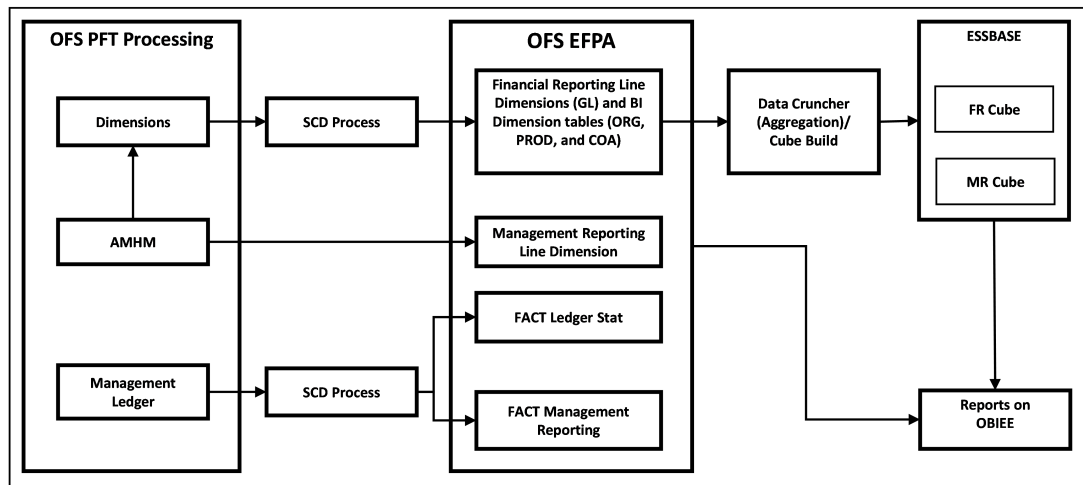 OFS PFT Processing
Dimensions
AMHM
Management
Ledger
SCD Process
SCD Process
OFS EFPA
Financial Reporting Line
Dimensions (GL) and BI
Dimension tables (ORG,
PROD, and COA)
Management Reporting
Line Dimension
FACT Ledger Stat
FACT Management
Reporting
Data Cruncher
(Aggregation)/
Cube Build
ESSBASE
FR Cube
MR Cube
Reports on
OBIEE